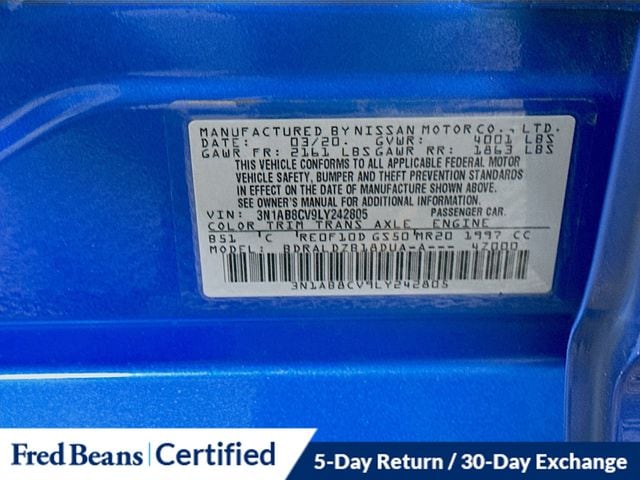 MANUFACTURED BY NISSAN MOTOR CO., LTD.
DATE: 03/20. GVWR: 4001 LBS
GAWR FR: 2161 LBS GAWR RR: 1863 LBS
THIS VEHICLE CONFORMS TO ALL APPLICABLE FEDERAL MOTOR
VEHICLE SAFETY, BUMPER AND THEFT PREVENTION STANDARDS
IN EFFECT ON THE DATE OF MANUFACTURE SHOWN ABOVE.
SEE OWNER'S MANUAL FOR ADDITIONAL INFORMATION.
VIN: 3N1AB8CV9LY242805 PASSENGER CAR.
COLOR TRIM TRANS AXLE ENGINE
B51 C RE0F10D GS50 MR20 1997 CC
MODEL: BDRALDZB18DUA-A--- 4Z000
3N1AB8CV9LY242805
Fred Beans | Certified
5-Day Return / 30-Day Exchange